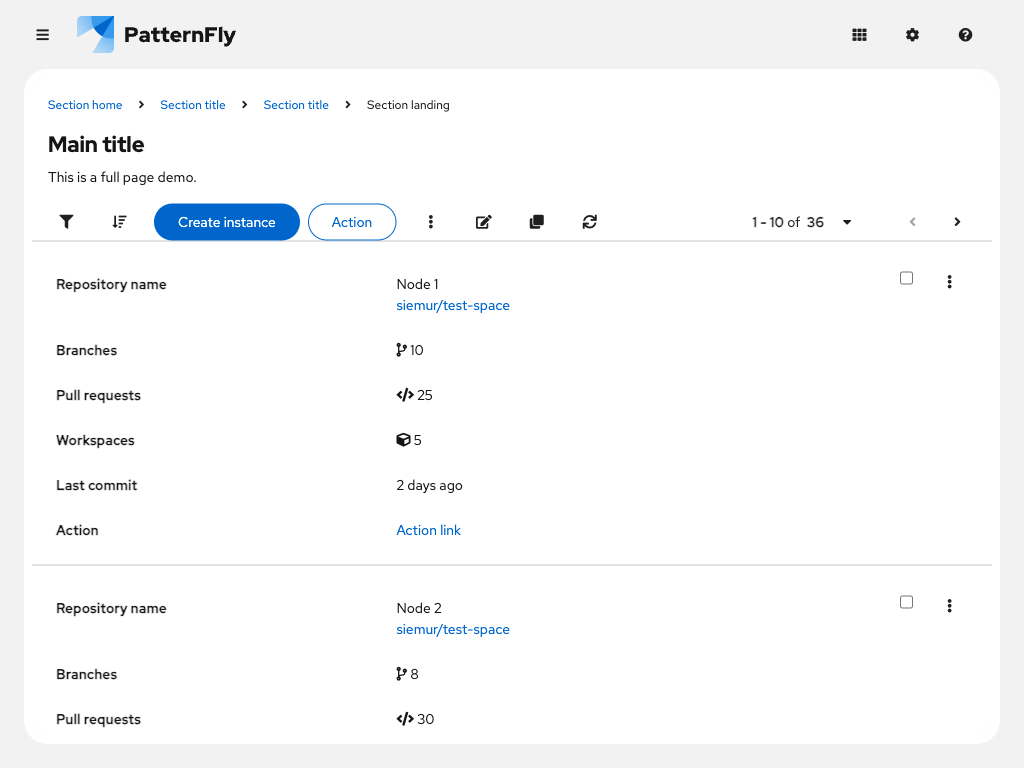 PatternFly
Section home Section title Section title Section landing
Main title
This is a full page demo.
Create instance Action 1 - 10 of 36
Repository name Node 1
siemur/test-space
Branches 10
Pull requests 25
Workspaces 5
Last commit 2 days ago
Action Action link
Repository name Node 2
siemur/test-space
Branches 8
Pull requests 30